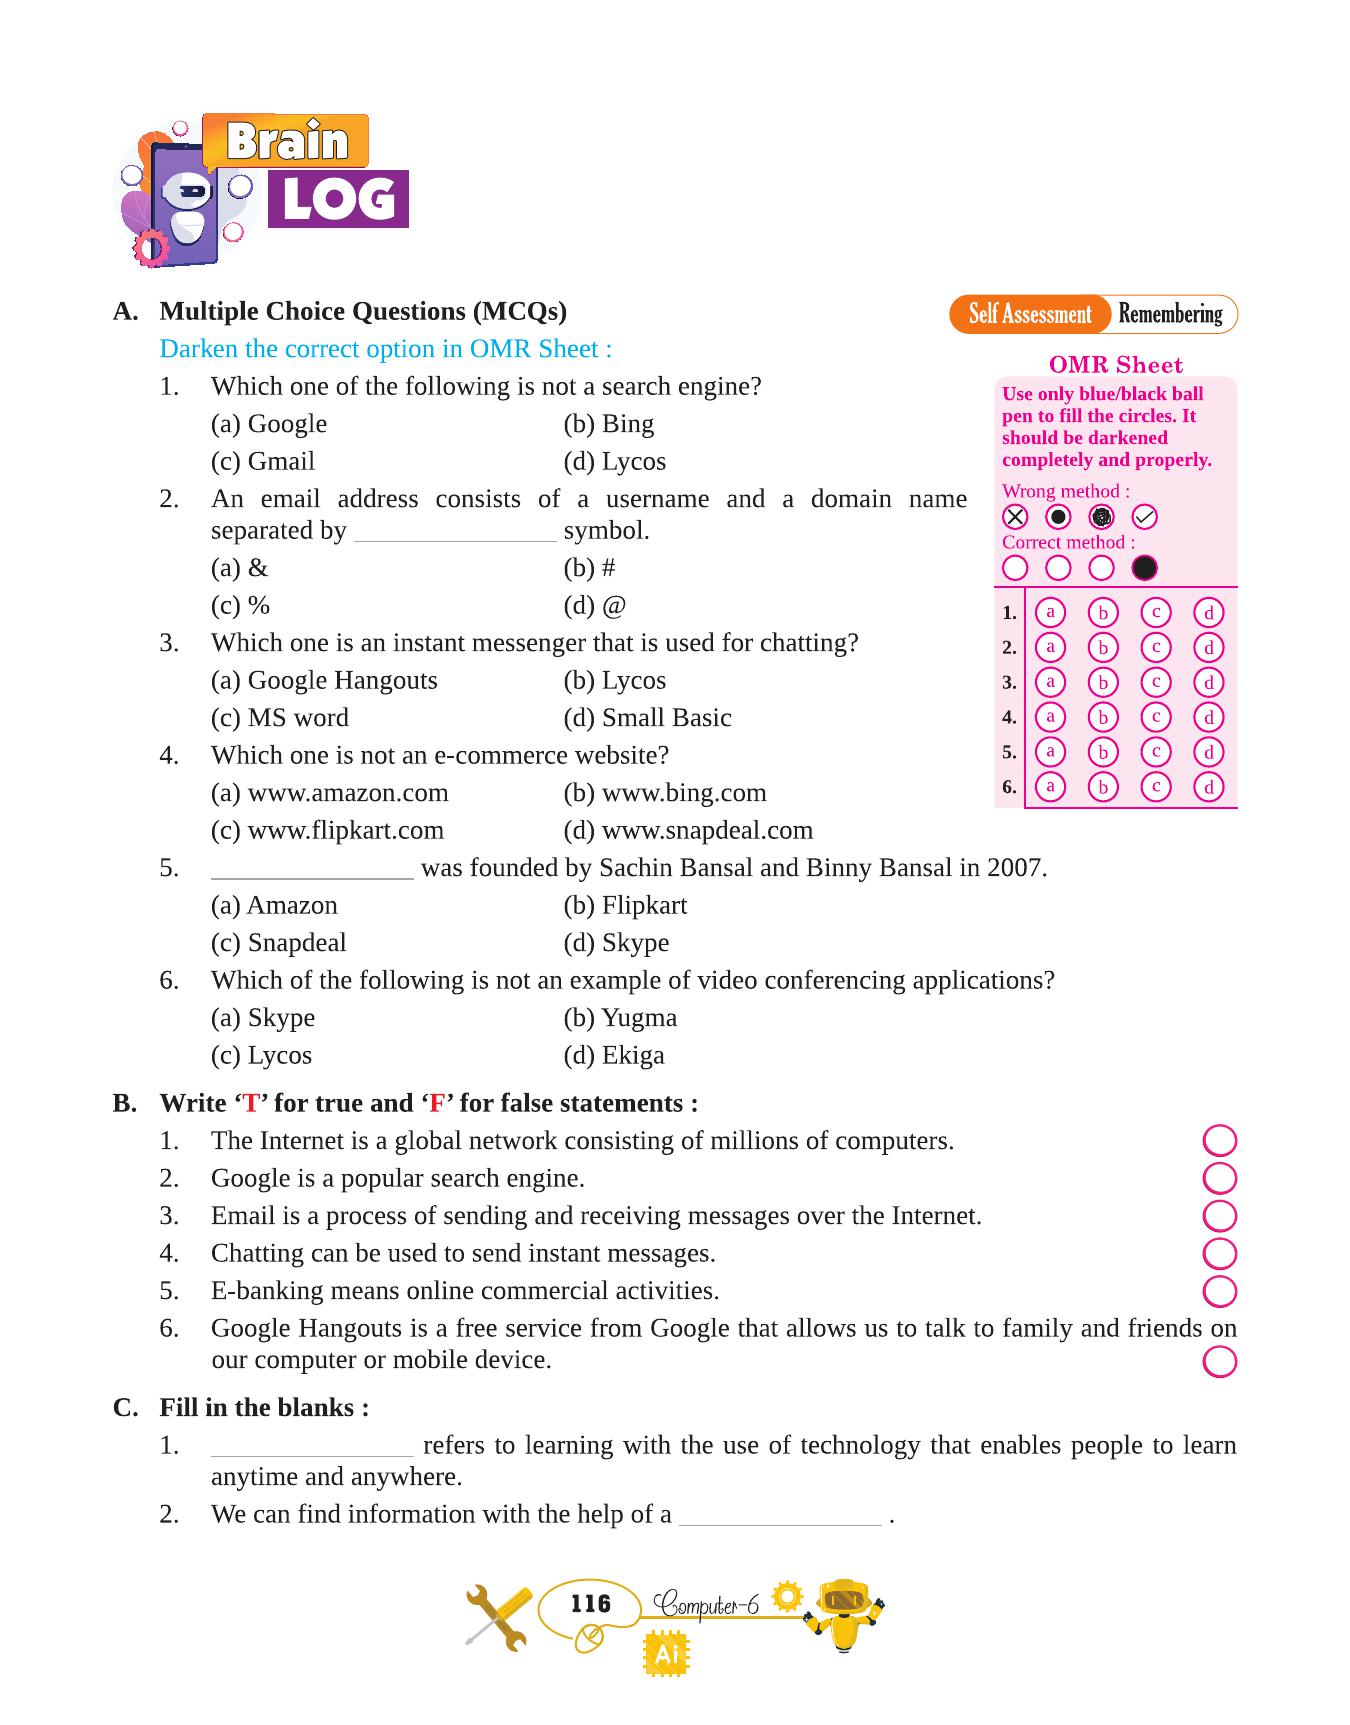 Brain
LOG
A. Multiple Choice Questions (MCQs)
Self Assessment Remembering
Darken the correct option in OMR Sheet :
1. Which one of the following is not a search engine?
(a) Google (b) Bing
(c) Gmail (d) Lycos
2. An email address consists of a username and a domain name
separated by _______________ symbol.
(a) & (b) #
(c) % (d) @
3. Which one is an instant messenger that is used for chatting?
(a) Google Hangouts (b) Lycos
(c) MS word (d) Small Basic
4. Which one is not an e-commerce website?
(a) www.amazon.com (b) www.bing.com
(c) www.flipkart.com (d) www.snapdeal.com
5. _______________ was founded by Sachin Bansal and Binny Bansal in 2007.
(a) Amazon (b) Flipkart
(c) Snapdeal (d) Skype
6. Which of the following is not an example of video conferencing applications?
(a) Skype (b) Yugma
(c) Lycos (d) Ekiga
OMR Sheet
Use only blue/black ball
pen to fill the circles. It
should be darkened
completely and properly.
Wrong method :
Correct method :
1. a b c d
2. a b c d
3. a b c d
4. a b c d
5. a b c d
6. a b c d
B. Write ‘T’ for true and ‘F’ for false statements :
1. The Internet is a global network consisting of millions of computers.
2. Google is a popular search engine.
3. Email is a process of sending and receiving messages over the Internet.
4. Chatting can be used to send instant messages.
5. E-banking means online commercial activities.
6. Google Hangouts is a free service from Google that allows us to talk to family and friends on
our computer or mobile device.
C. Fill in the blanks :
1. _______________ refers to learning with the use of technology that enables people to learn
anytime and anywhere.
2. We can find information with the help of a _______________ .
116 Computer-6
Ai